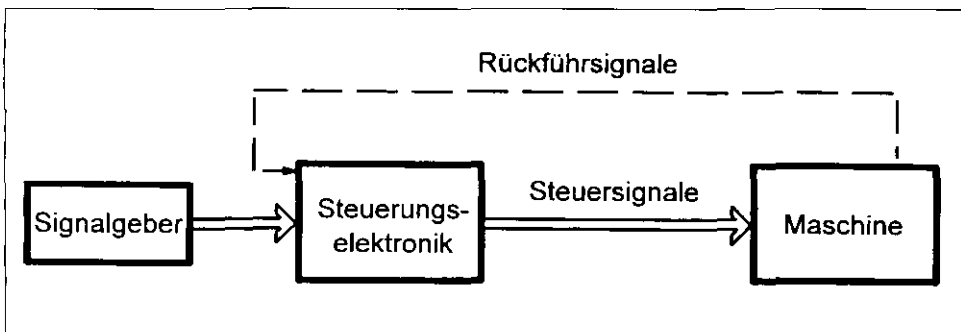 Rückführsignale
Signalgeber
Steuerungs-
elektronik
Steuersignale
Maschine